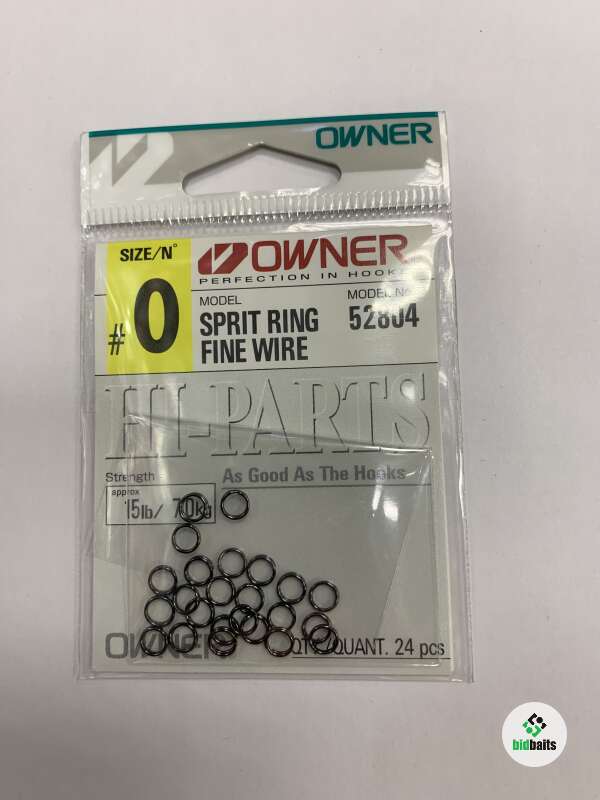 OWNER
SIZE/N°
#0
OWNER
PERFECTION IN HOOKS
MODEL
MODEL No.
SPRIT RING
FINE WIRE
52804
HI-PARTS
Strength
As Good As The Hooks
approx
15lb/ 7.0kg
OWNER
QTY./QUANT. 24 pcs
bidbaits